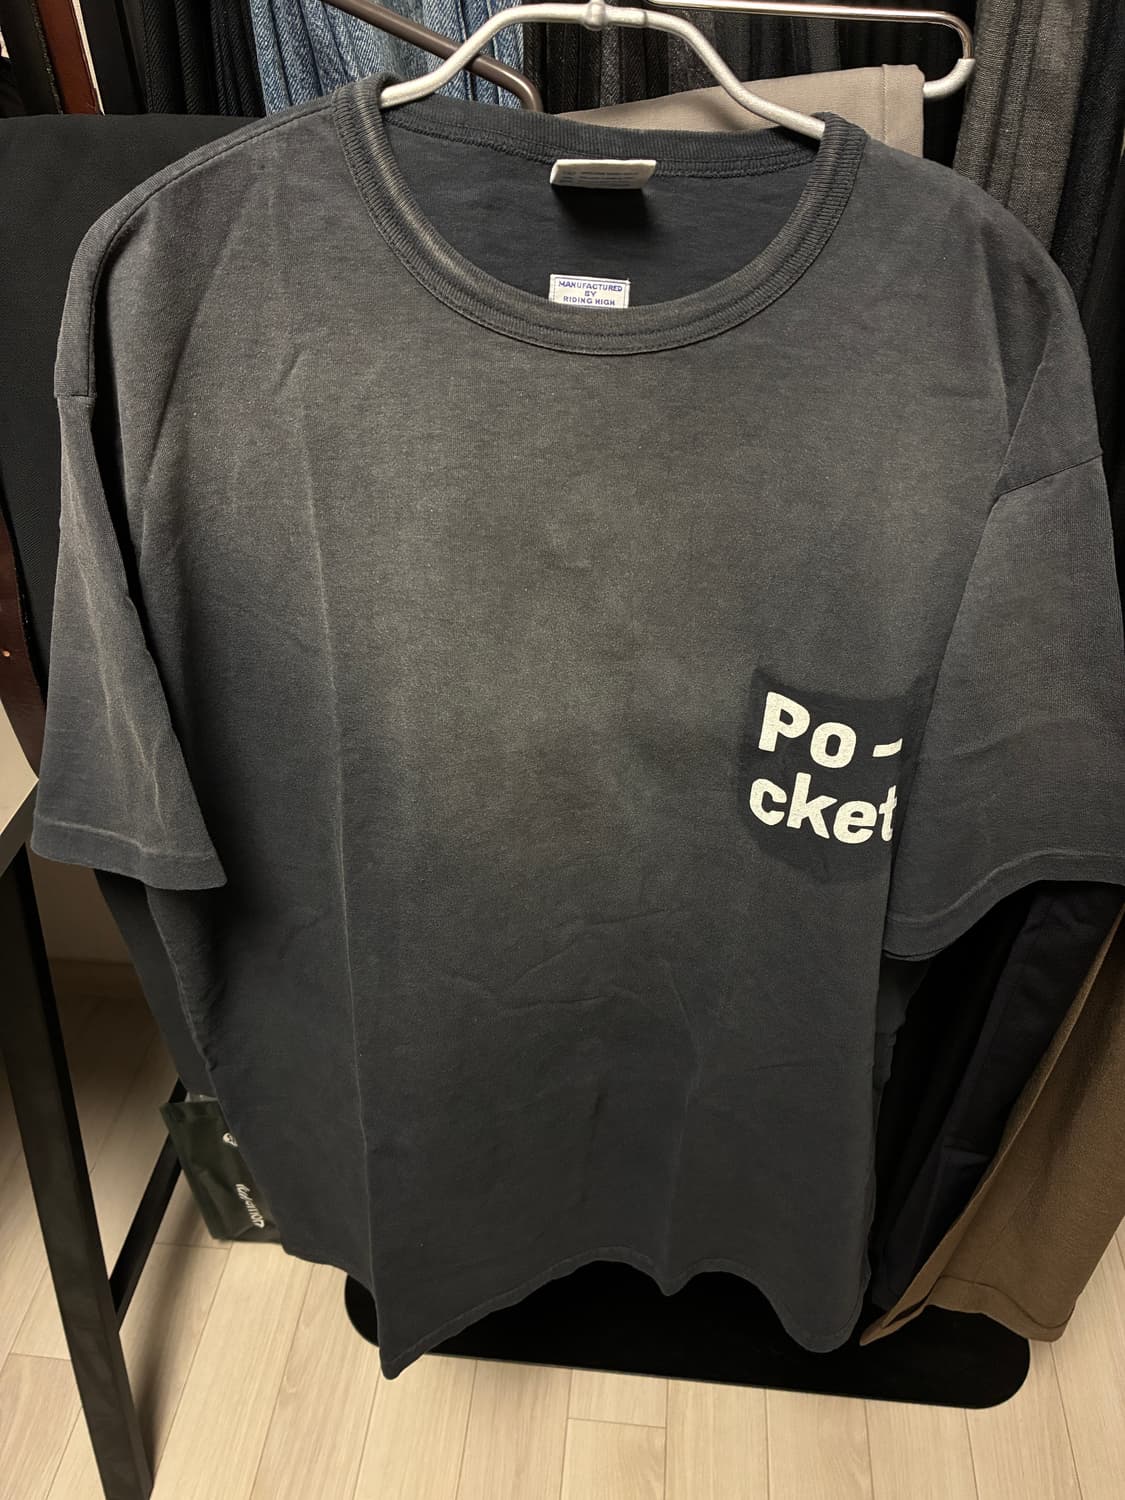 MANUFACTURED
BY
RIDING HIGH
Po-
cket